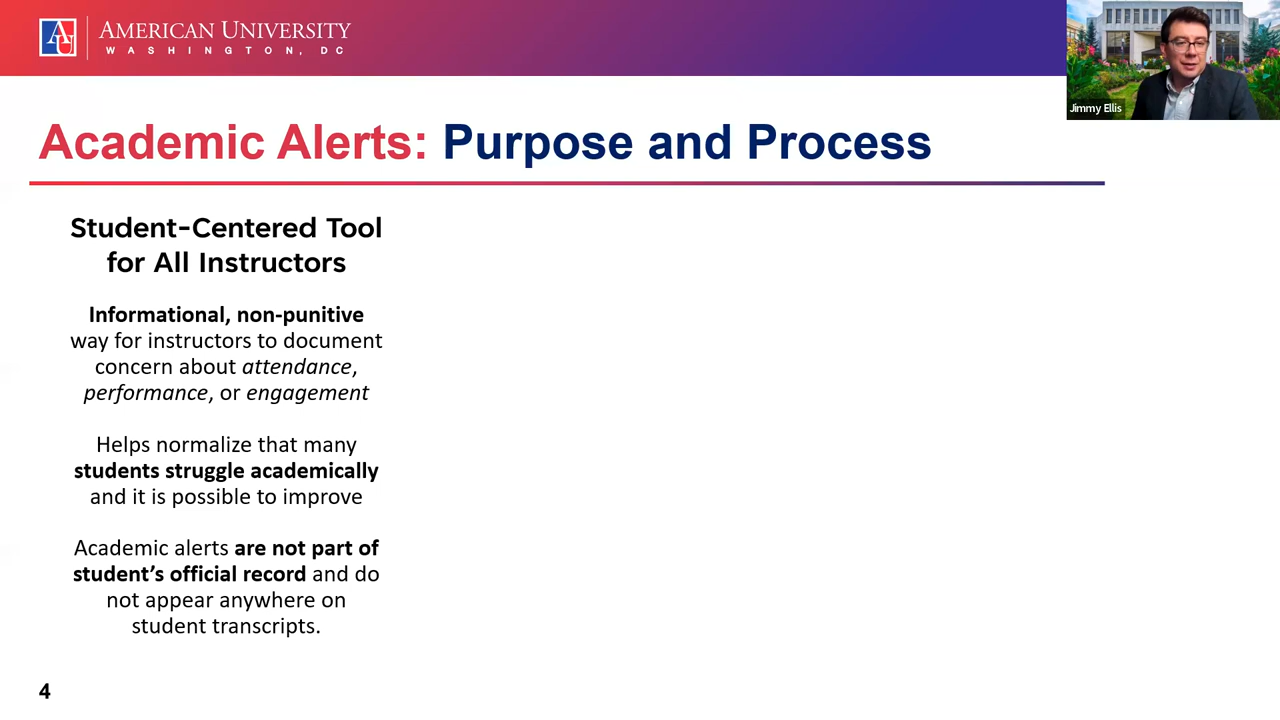 AU
AMERICAN UNIVERSITY
WASHINGTON, DC
Jimmy Ellis
Academic Alerts: Purpose and Process
Student-Centered Tool
for All Instructors
Informational, non-punitive
way for instructors to document
concern about attendance,
performance, or engagement
Helps normalize that many
students struggle academically
and it is possible to improve
Academic alerts are not part of
student’s official record and do
not appear anywhere on
student transcripts.
4